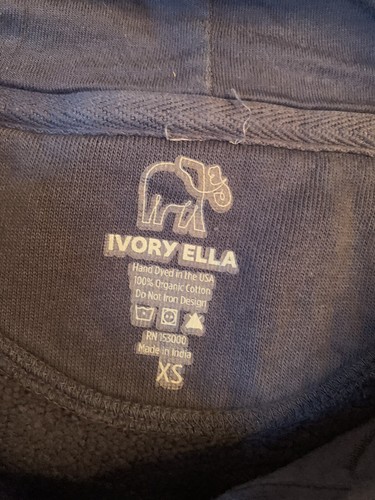 IVORY ELLA
Hand Dyed in the USA
100% Organic Cotton
Do Not Iron Design
RN 153000
Made in India
XS